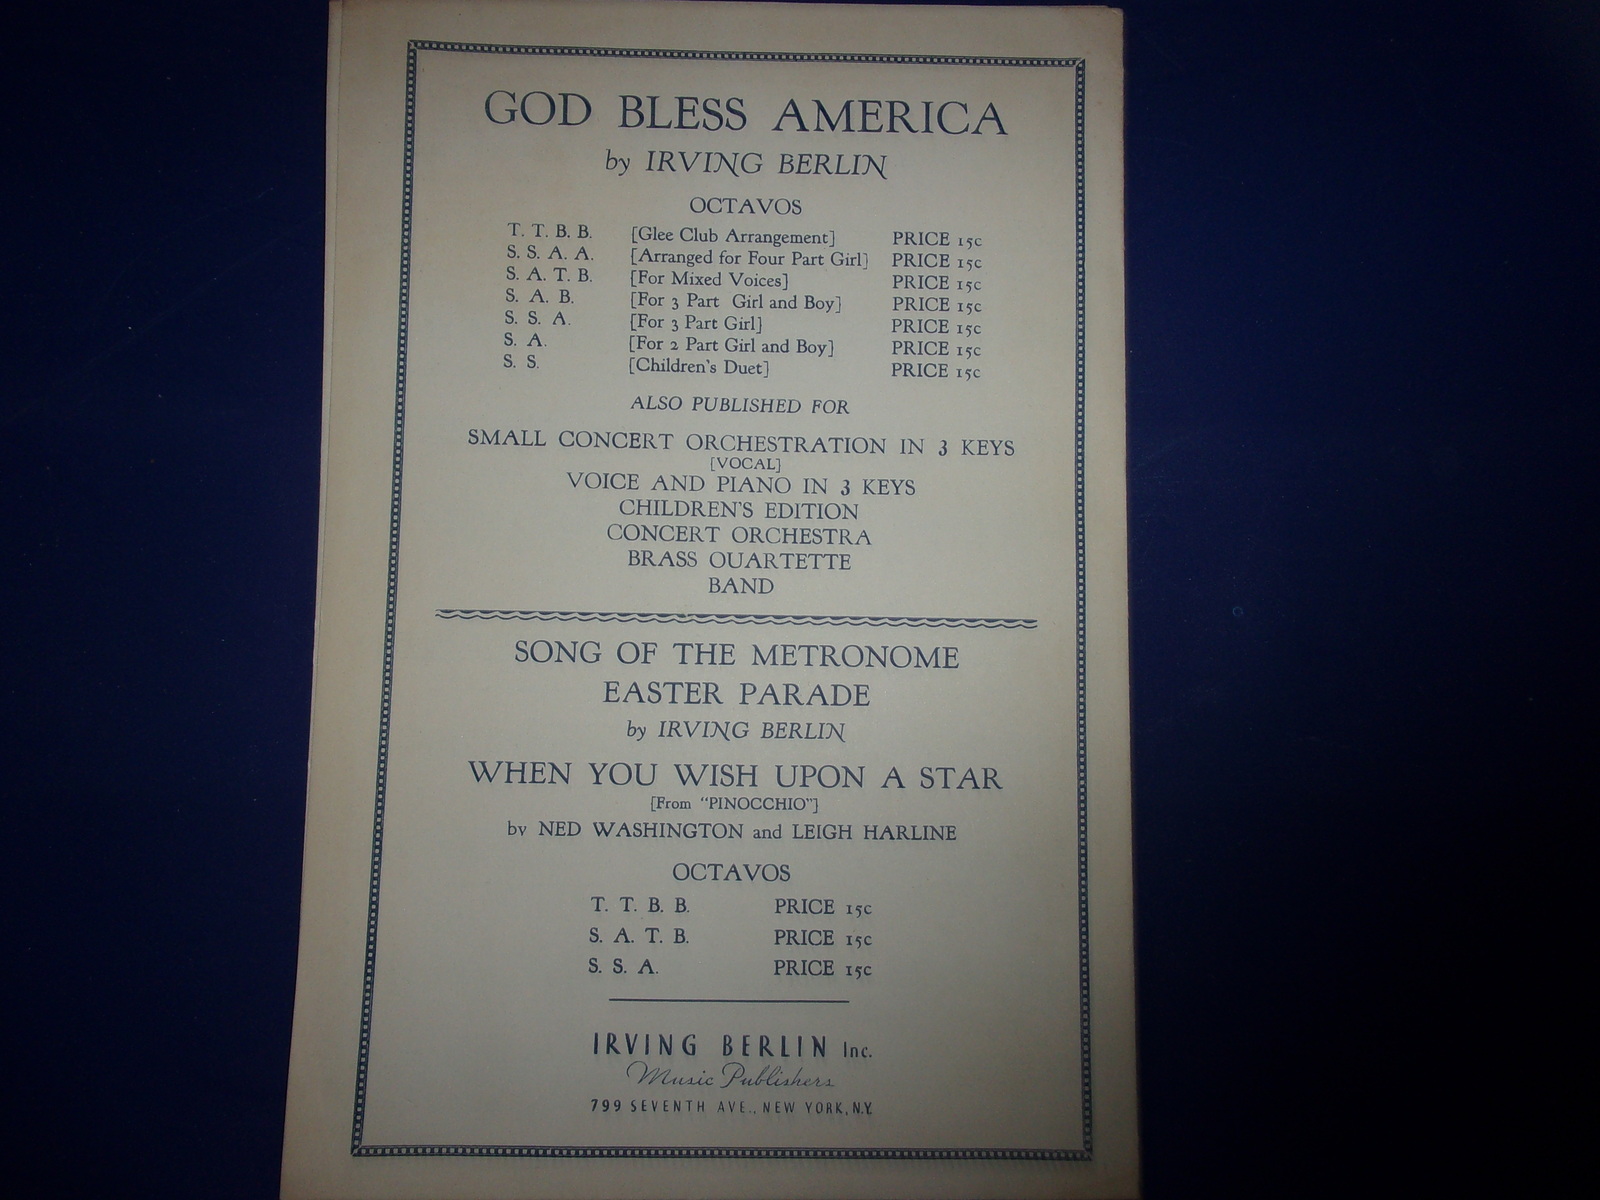 GOD BLESS AMERICA
by IRVING BERLIN
OCTAVOS
T. T. B. B. [Glee Club Arrangement] PRICE 15c
S. S. A. A. [Arranged for Four Part Girl] PRICE 15c
S. A. T. B. [For Mixed Voices] PRICE 15c
S. A. B. [For 3 Part Girl and Boy] PRICE 15c
S. S. A. [For 3 Part Girl] PRICE 15c
S. A. [For 2 Part Girl and Boy] PRICE 15c
S. S. [Children's Duet] PRICE 15c
ALSO PUBLISHED FOR
SMALL CONCERT ORCHESTRATION IN 3 KEYS
[VOCAL]
VOICE AND PIANO IN 3 KEYS
CHILDREN'S EDITION
CONCERT ORCHESTRA
BRASS QUARTETTE
BAND
SONG OF THE METRONOME
EASTER PARADE
by IRVING BERLIN
WHEN YOU WISH UPON A STAR
[From "PINOCCHIO"]
by NED WASHINGTON and LEIGH HARLINE
OCTAVOS
T. T. B. B. PRICE 15c
S. A. T. B. PRICE 15c
S. S. A. PRICE 15c
IRVING BERLIN Inc.
Music Publishers
799 SEVENTH AVE., NEW YORK, N.Y.